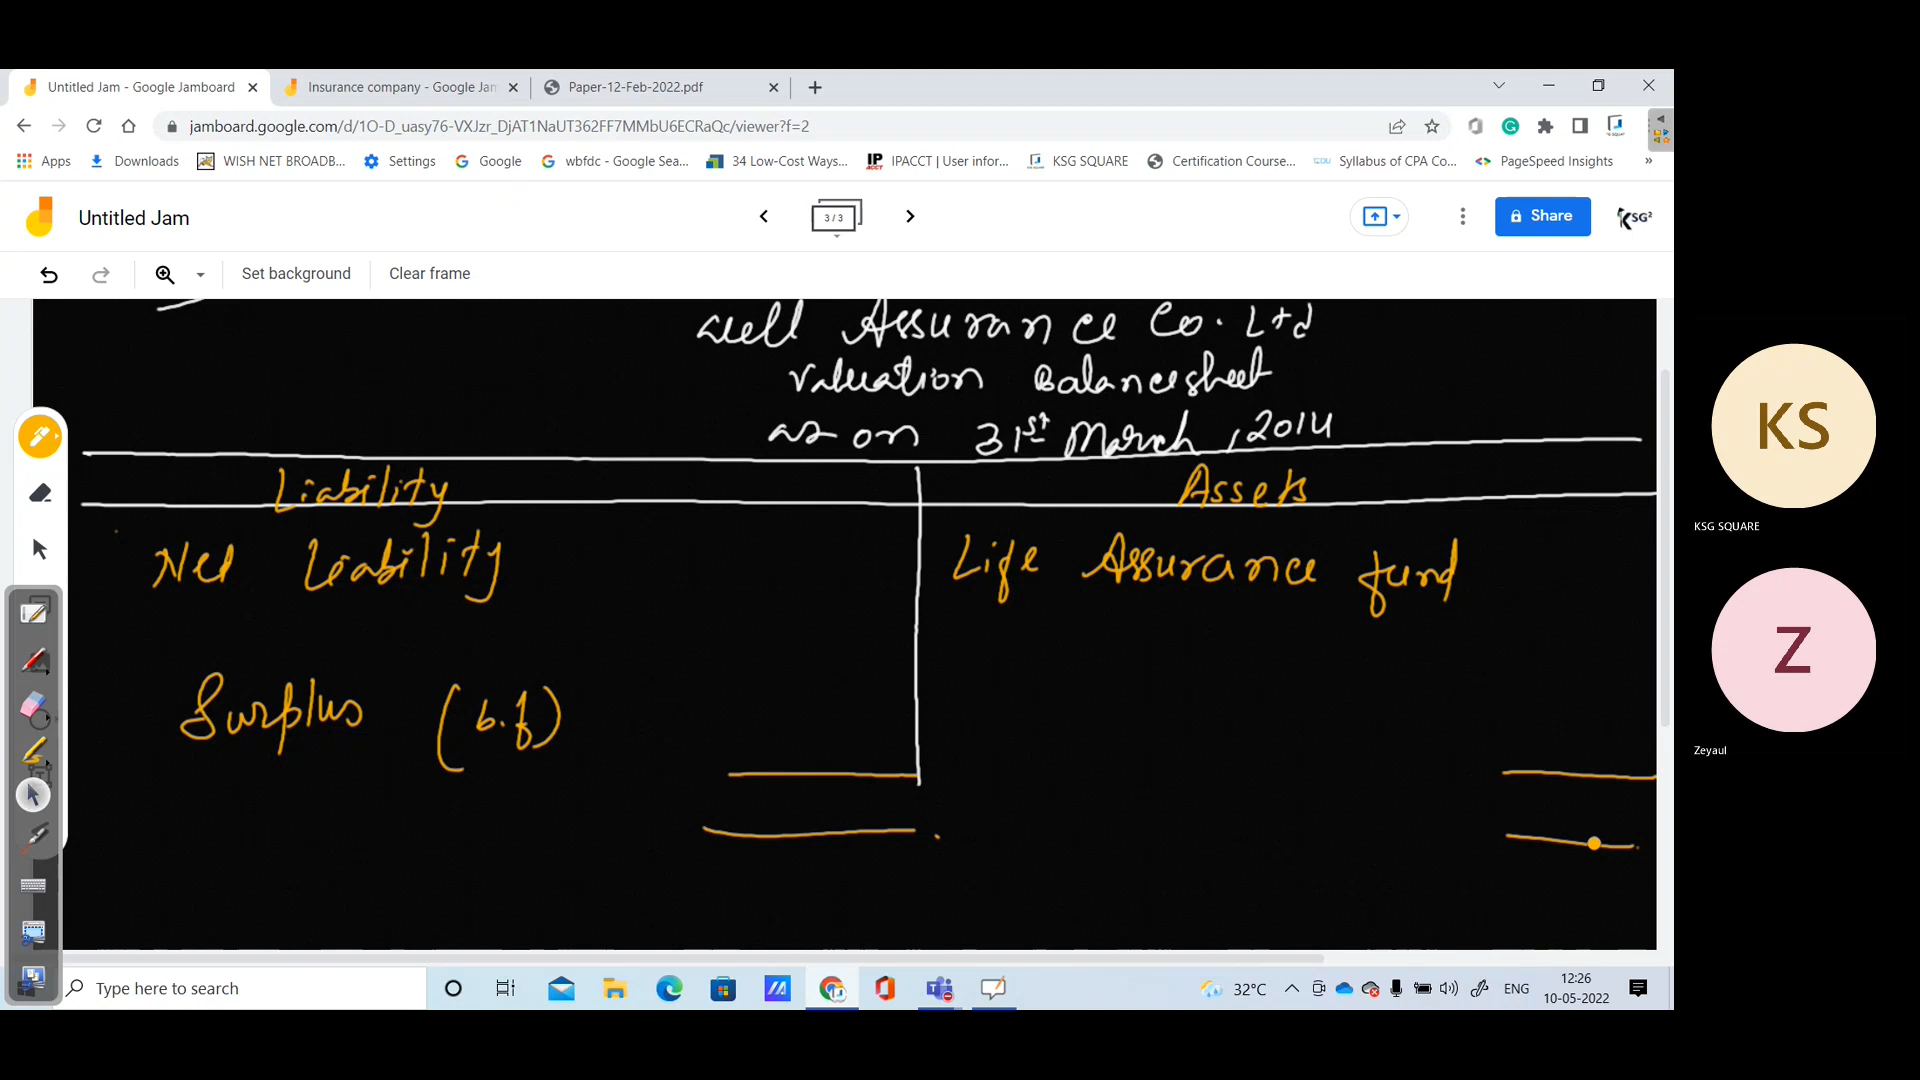 Untitled Jam - Google Jamboard
Insurance company - Google Jam
Paper-12-Feb-2022.pdf
jamboard.google.com/d/1O-D_uasy76-VXJzr_DjAT1NaUT362FF7MMbU6ECRaQc/viewer?f=2
Apps Downloads WISH NET BROADB... Settings Google wbfdc - Google Sea... 34 Low-Cost Ways... IPACCT | User infor... KSG SQUARE Certification Course... Syllabus of CPA Co... PageSpeed Insights »
Untitled Jam
3 / 3
Share
KSG²
Set background Clear frame
well Assurance Co. Ltd
Valuation Balancesheet
as on 31st March, 2014
Liability Assets
Net Liability Life Assurance fund
Surplus (b.f)
KS
KSG SQUARE
Z
Zeyaul
Type here to search
32°C
ENG
12:26
10-05-2022